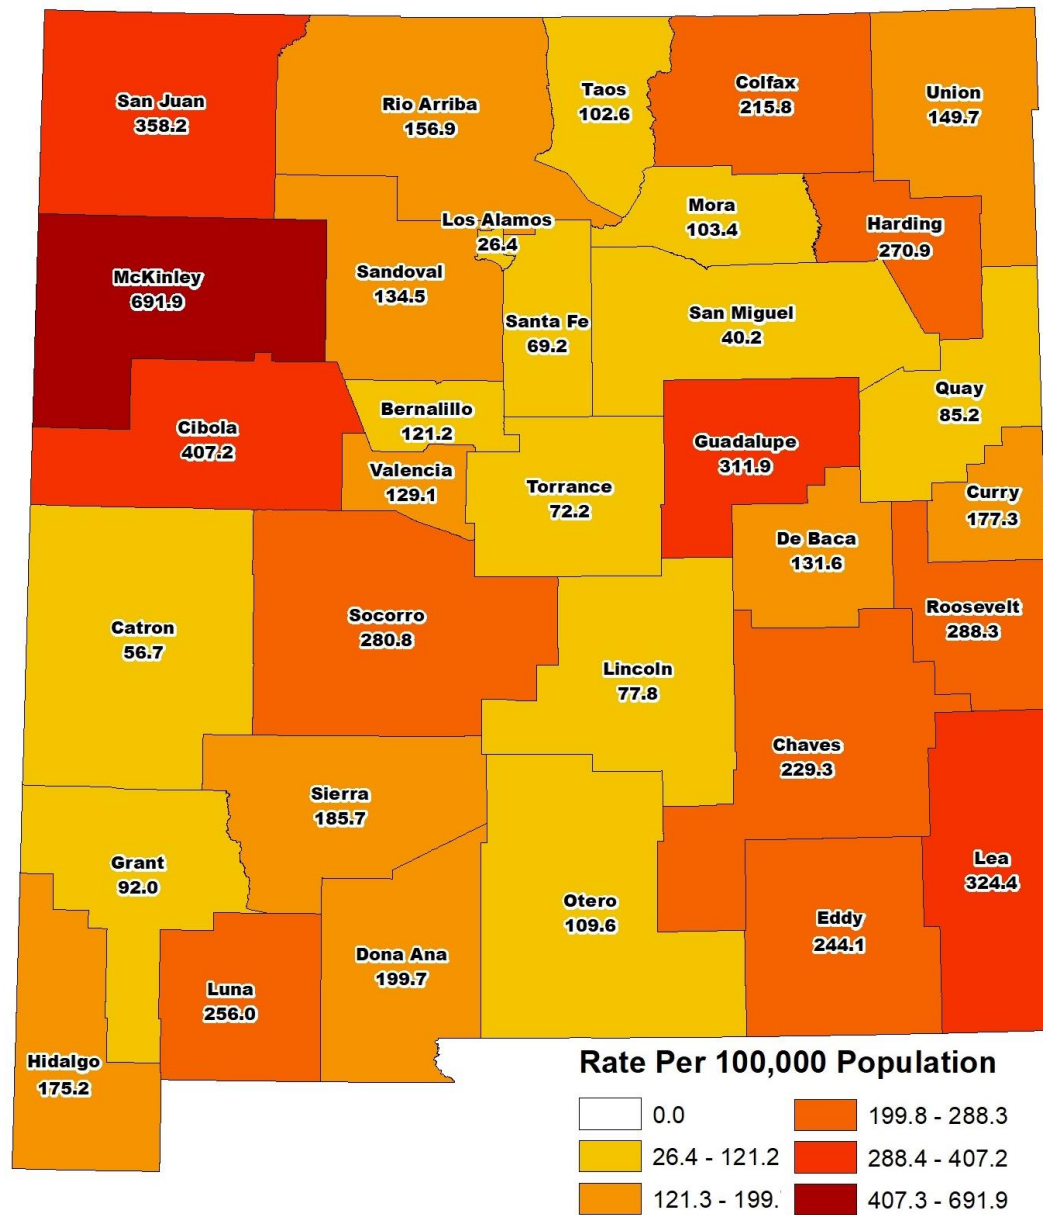 San Juan
358.2
Rio Arriba
156.9
Taos
102.6
Colfax
215.8
Union
149.7
Los Alamos
26.4
Mora
103.4
Harding
270.9
McKinley
691.9
Sandoval
134.5
Santa Fe
69.2
San Miguel
40.2
Quay
85.2
Cibola
407.2
Bernalillo
121.2
Valencia
129.1
Torrance
72.2
Guadalupe
311.9
Curry
177.3
De Baca
131.6
Roosevelt
288.3
Catron
56.7
Socorro
280.8
Lincoln
77.8
Chaves
229.3
Sierra
185.7
Grant
92.0
Otero
109.6
Lea
324.4
Eddy
244.1
Dona Ana
199.7
Luna
256.0
Hidalgo
175.2
Rate Per 100,000 Population
0.0
26.4 - 121.2
121.3 - 199.
199.8 - 288.3
288.4 - 407.2
407.3 - 691.9